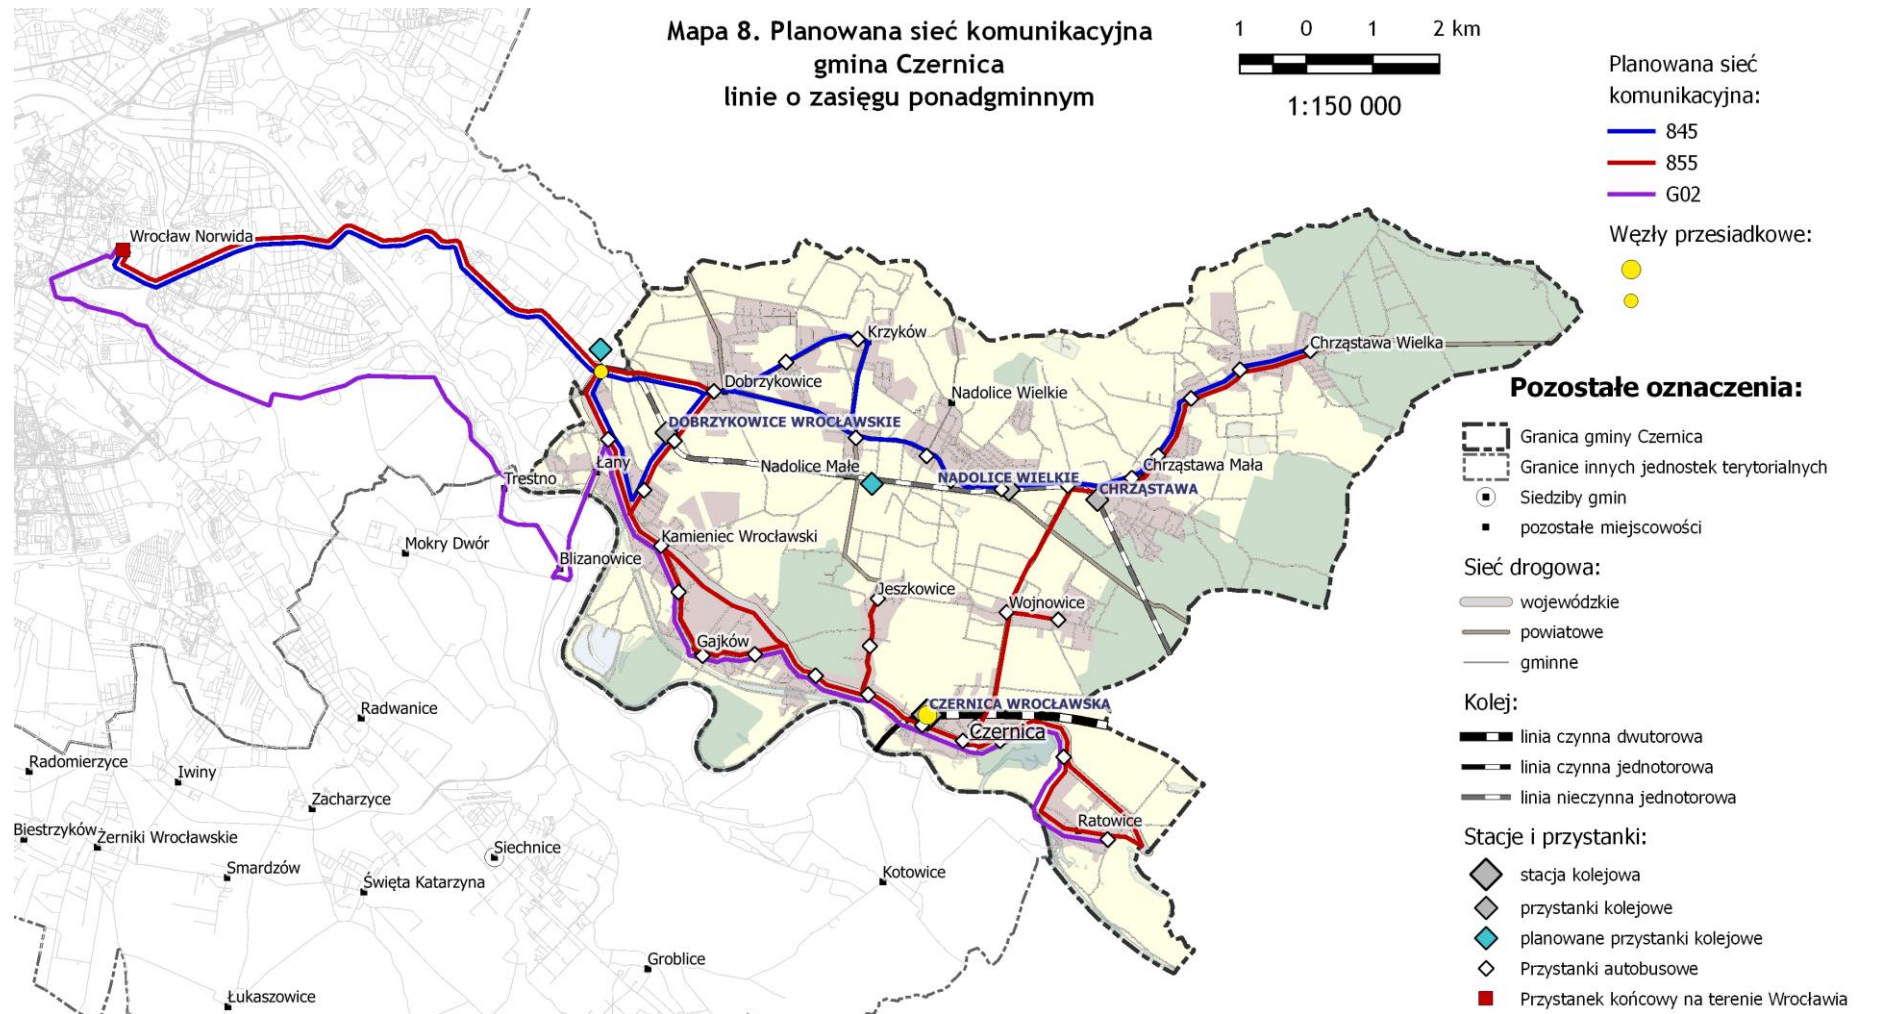 Mapa 8. Planowana sieć komunikacyjna
gmina Czernica
linie o zasięgu ponadgminnym
1 0 1 2 km
1:150 000
Planowana sieć
komunikacyjna:
845
855
G02
Węzły przesiadkowe:
Pozostałe oznaczenia:
Granica gminy Czernica
Granice innych jednostek terytorialnych
Siedziby gmin
pozostałe miejscowości
Sieć drogowa:
wojewódzkie
powiatowe
gminne
Kolej:
linia czynna dwutorowa
linia czynna jednotorowa
linia nieczynna jednotorowa
Stacje i przystanki:
stacja kolejowa
przystanki kolejowe
planowane przystanki kolejowe
Przystanki autobusowe
Przystanek końcowy na terenie Wrocławia
Wrocław Norwida
Krzyków
Chrząstawa Wielka
Dobrzykowice
Nadolice Wielkie
DOBRZYKOWICE WROCŁAWSKIE
Łany
Nadolice Małe
Chrząstawa Mała
Trestno
NADOLICE WIELKIE
CHRZĄSTAWA
Mokry Dwór
Kamieniec Wrocławski
Blizanowice
Jeszkowice
Wojnowice
Gajków
Radwanice
CZERNICA WROCŁAWSKA
Czernica
Radomierzyce
Iwiny
Zacharzyce
Ratowice
Biestrzyków
Żerniki Wrocławskie
Siechnice
Smardzów
Święta Katarzyna
Kotowice
Groblice
Łukaszowice